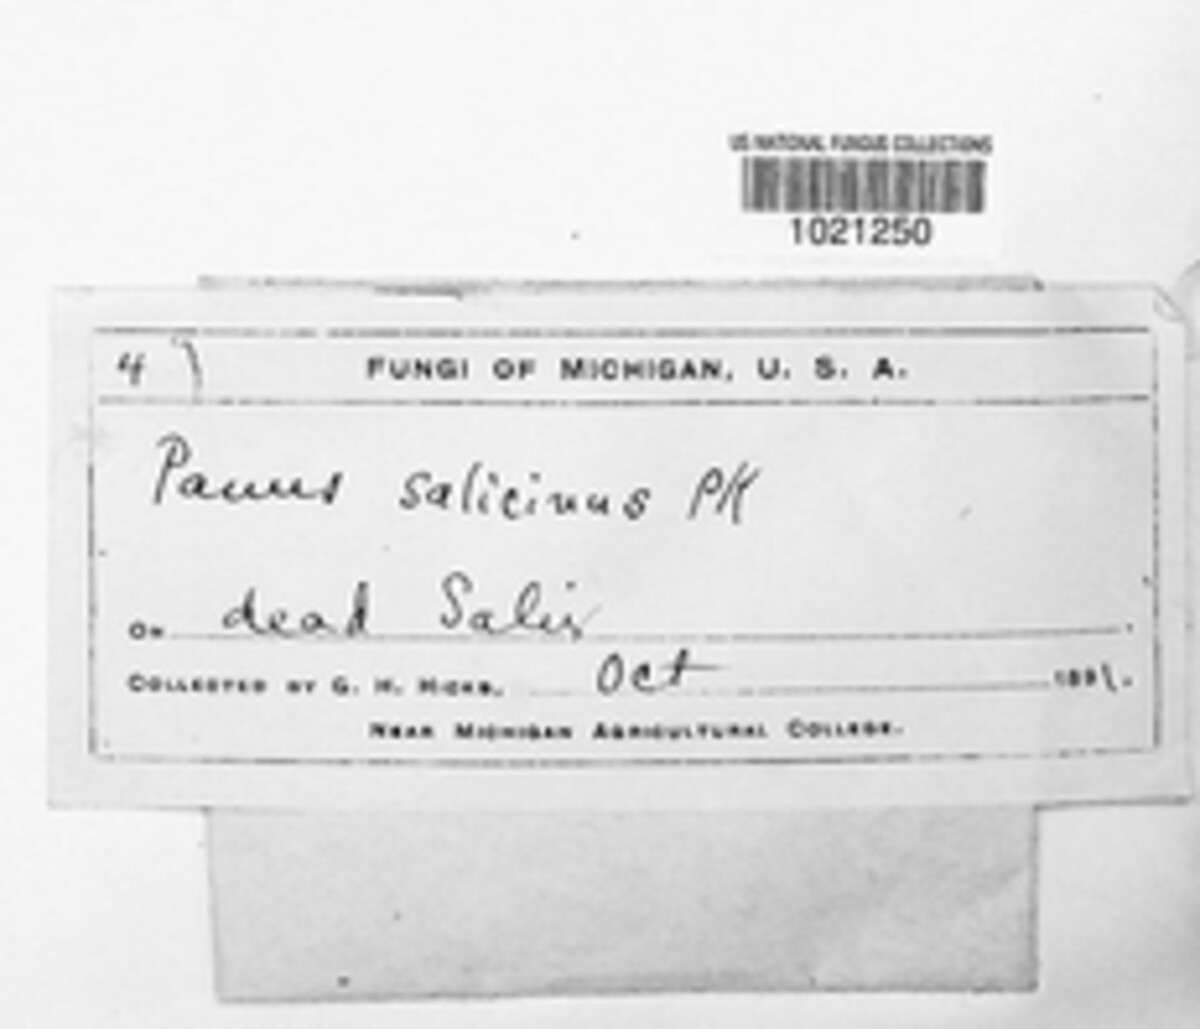 US NATIONAL FUNGUS COLLECTIONS
1021250
4)
FUNGI OF MICHIGAN, U. S. A.
Panus salicinus PK
ON dead Salix.
COLLECTED BY G. H. HICKS, Oct 1891.
NEAR MICHIGAN AGRICULTURAL COLLEGE.